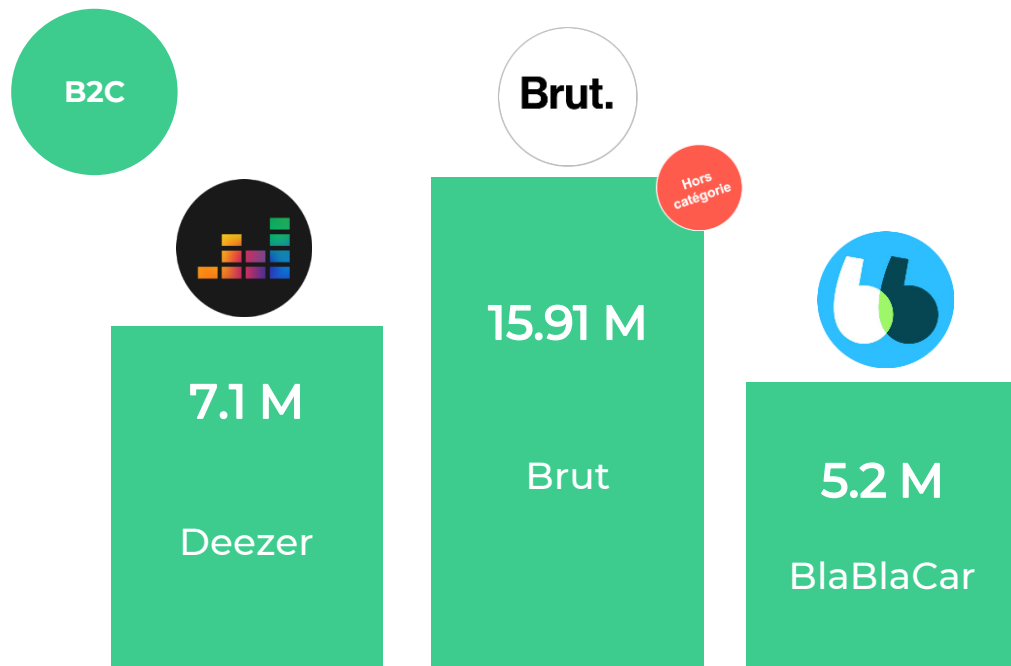 B2C
Brut.
Hors
catégorie
15.91 M
7.1 M
Brut
5.2 M
Deezer
BlaBlaCar